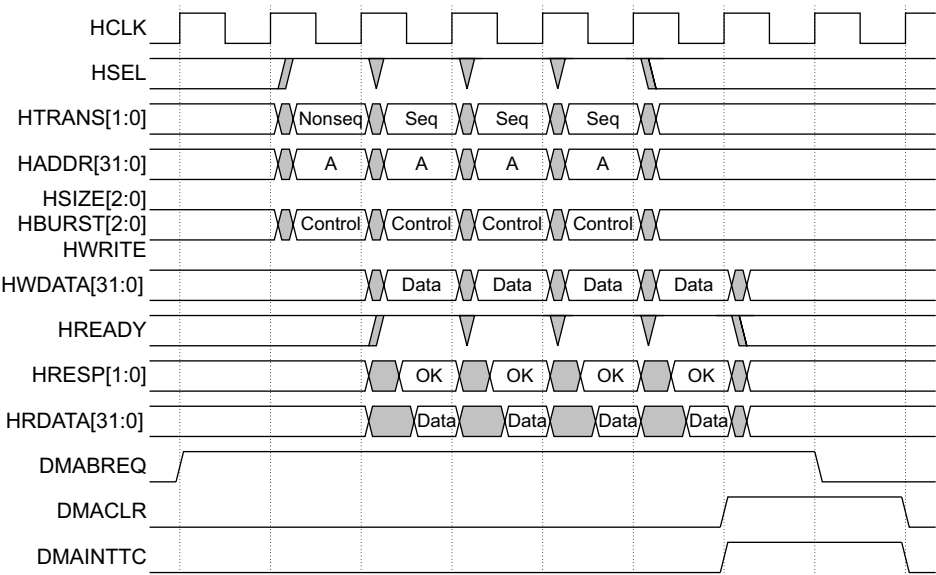 HCLK
HSEL
HTRANS[1:0] Nonseq Seq Seq Seq
HADDR[31:0] A A A A
HSIZE[2:0]
HBURST[2:0] Control Control Control Control
HWRITE
HWDATA[31:0] Data Data Data Data
HREADY
HRESP[1:0] OK OK OK OK
HRDATA[31:0] Data Data Data Data
DMABREQ
DMACLR
DMAINTTC